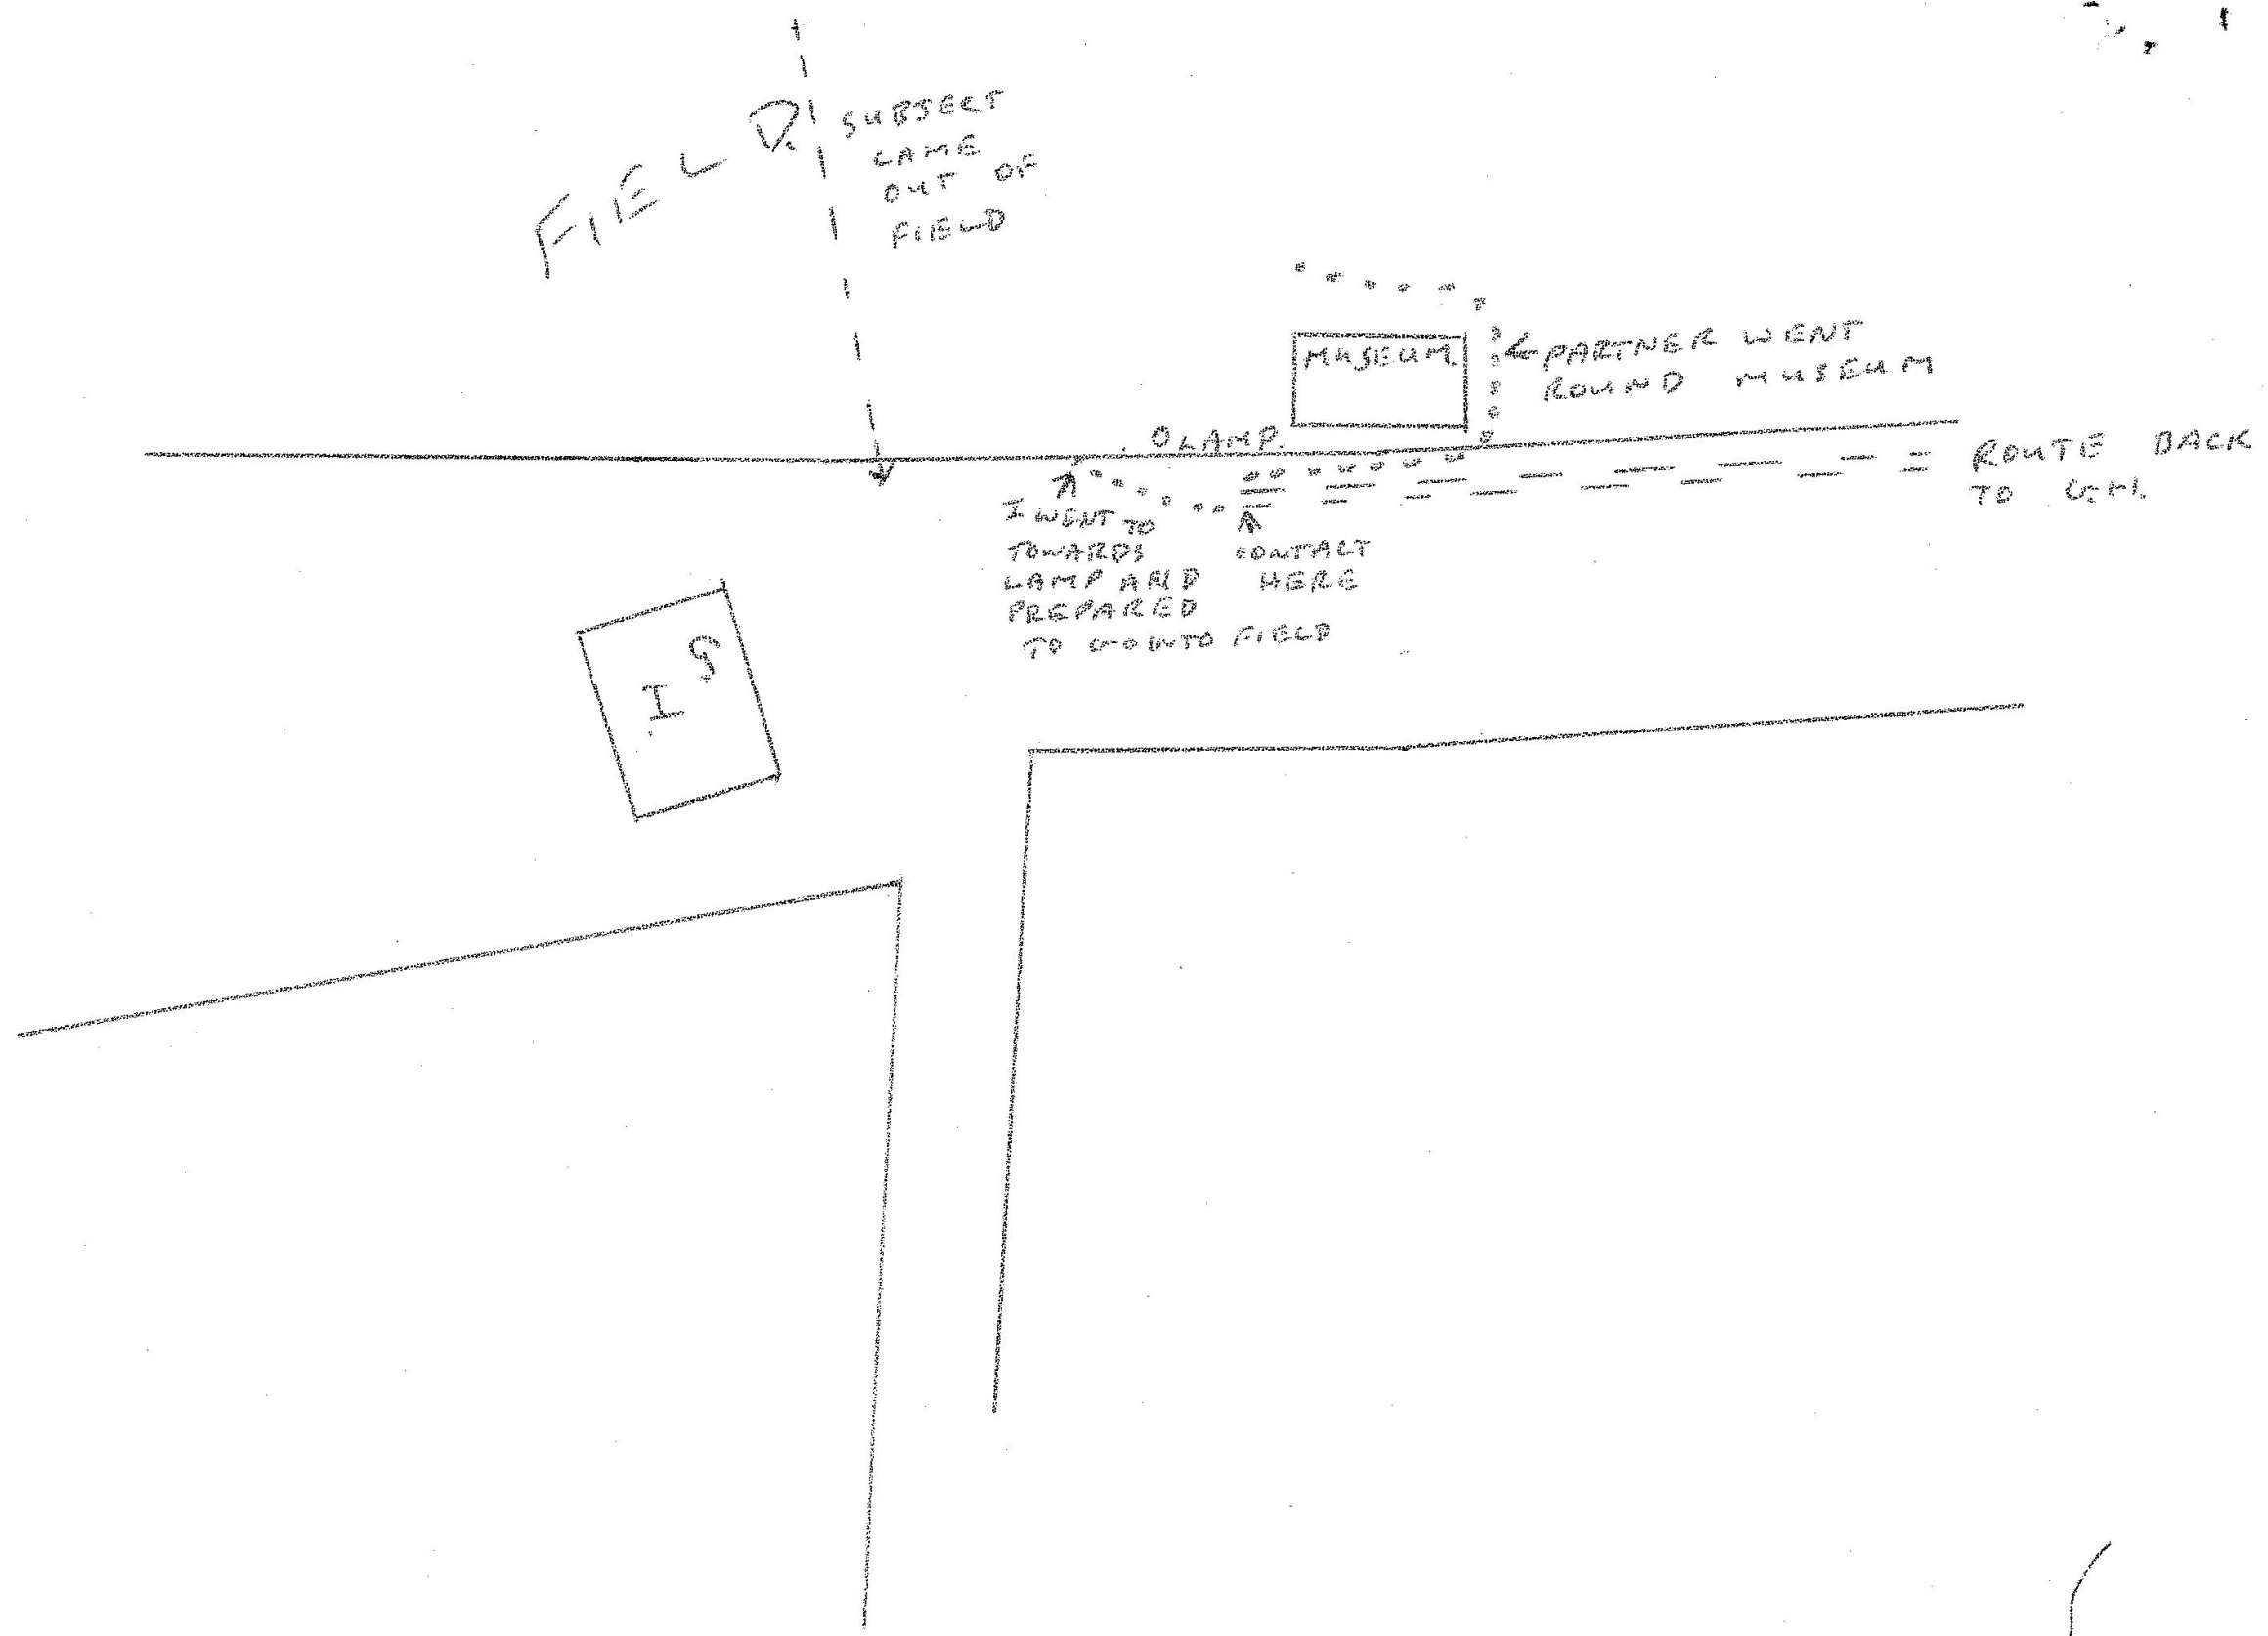 FIELD.
SUBJECT
CAME
OUT OF
FIELD
MUSEUM
PARTNER WENT
ROUND MUSEUM
LAMP.
ROUTE BACK
TO G.H.
I WENT TO
TOWARDS
LAMP AND
PREPARED
TO GO INTO FIELD
CONTACT
HERE
I G